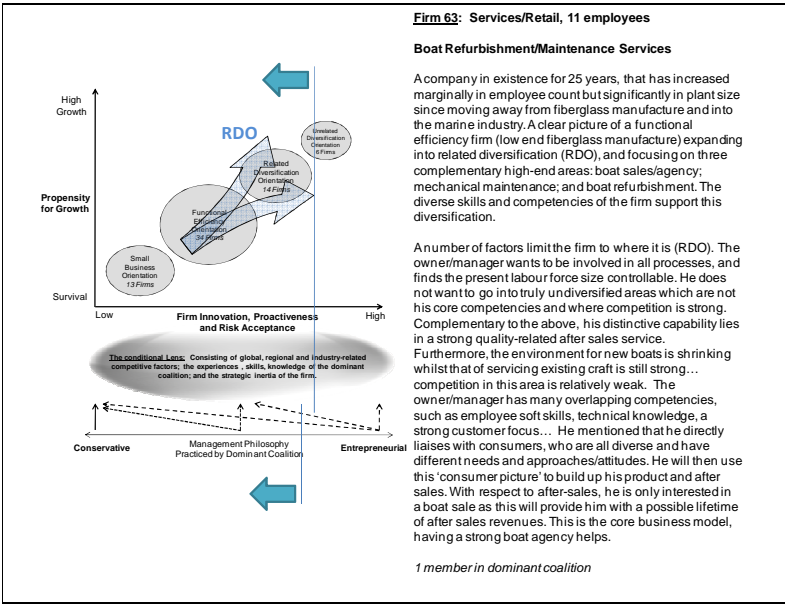 Firm 63: Services/Retail, 11 employees
Boat Refurbishment/Maintenance Services
A company in existence for 25 years, that has increased
marginally in employee count but significantly in plant size
since moving away from fiberglass manufacture and into
the marine industry. A clear picture of a functional
efficiency firm (low end fiberglass manufacture) expanding
into related diversification (RDO), and focusing on three
complementary high-end areas: boat sales/agency;
mechanical maintenance; and boat refurbishment. The
diverse skills and competencies of the firm support this
diversification.
A number of factors limit the firm to where it is (RDO). The
owner/manager wants to be involved in all processes, and
finds the present labour force size controllable. He does
not want to go into truly undiversified areas which are not
his core competencies and where competition is strong.
Complementary to the above, his distinctive capability lies
in a strong quality-related after sales service.
Furthermore, the environment for new boats is shrinking
whilst that of servicing existing craft is still strong…
competition in this area is relatively weak. The
owner/manager has many overlapping competencies,
such as employee soft skills, technical knowledge, a
strong customer focus… He mentioned that he directly
liaises with consumers, who are all diverse and have
different needs and approaches/attitudes. He will then use
this ‘consumer picture’ to build up his product and after
sales. With respect to after-sales, he is only interested in
a boat sale as this will provide him with a possible lifetime
of after sales revenues. This is the core business model,
having a strong boat agency helps.
1 member in dominant coalition
High
Growth
RDO
Unrelated
Diversification
Orientation
6 Firms
Related
Diversification
Orientation
14 Firms
Propensity
for Growth
Functional
Efficiency
Orientation
34 Firms
Small
Business
Orientation
13 Firms
Survival
Low
Firm Innovation, Proactiveness
and Risk Acceptance
High
The conditional Lens: Consisting of global, regional and industry-related
competitive factors; the experiences , skills, knowledge of the dominant
coalition; and the strategic inertia of the firm.
Conservative
Management Philosophy
Practiced by Dominant Coalition
Entrepreneurial